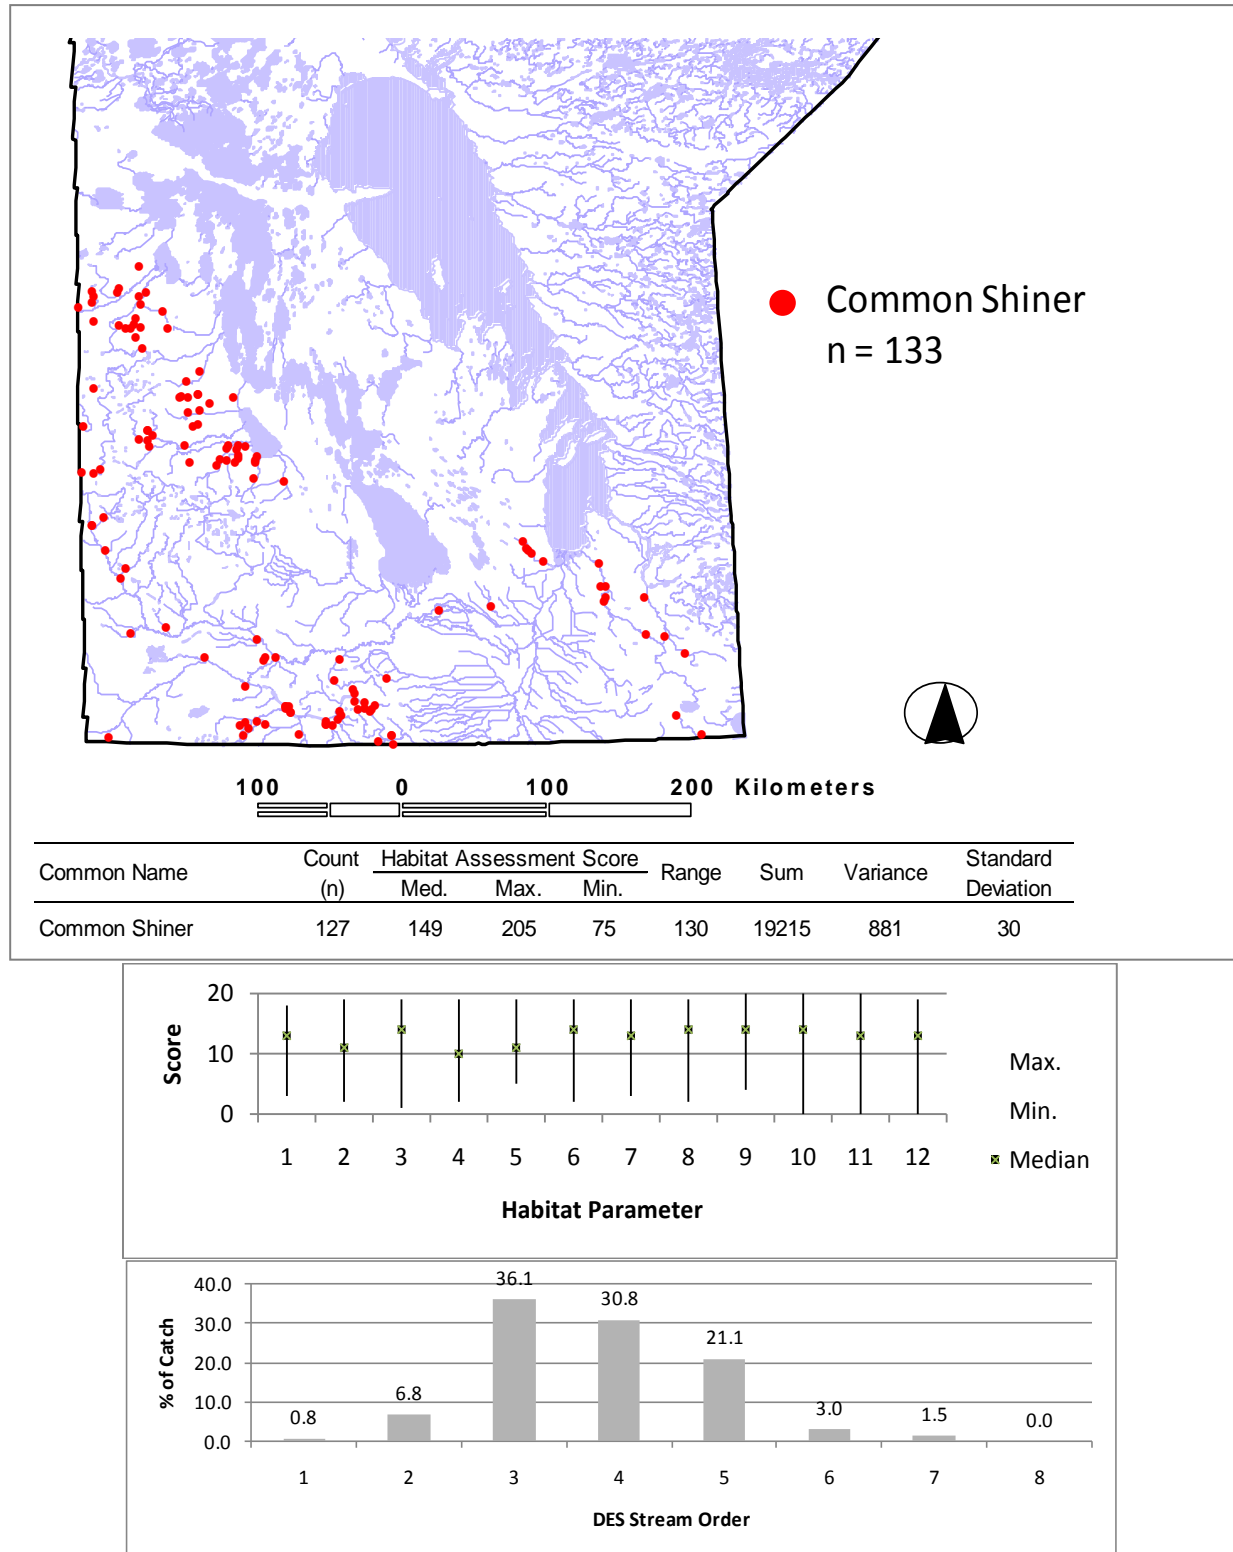 Common Shiner
n = 133
100 0 100 200 Kilometers
Common Name Count (n) Habitat Assessment Score Med. Max. Min. Range Sum Variance Standard Deviation
Common Shiner 127 149 205 75 130 19215 881 30
20
10
0
Score
1 2 3 4 5 6 7 8 9 10 11 12
Habitat Parameter
Max.
Min.
Median
40.0
30.0
20.0
10.0
0.0
% of Catch
0.8 6.8 36.1 30.8 21.1 3.0 1.5 0.0
1 2 3 4 5 6 7 8
DES Stream Order